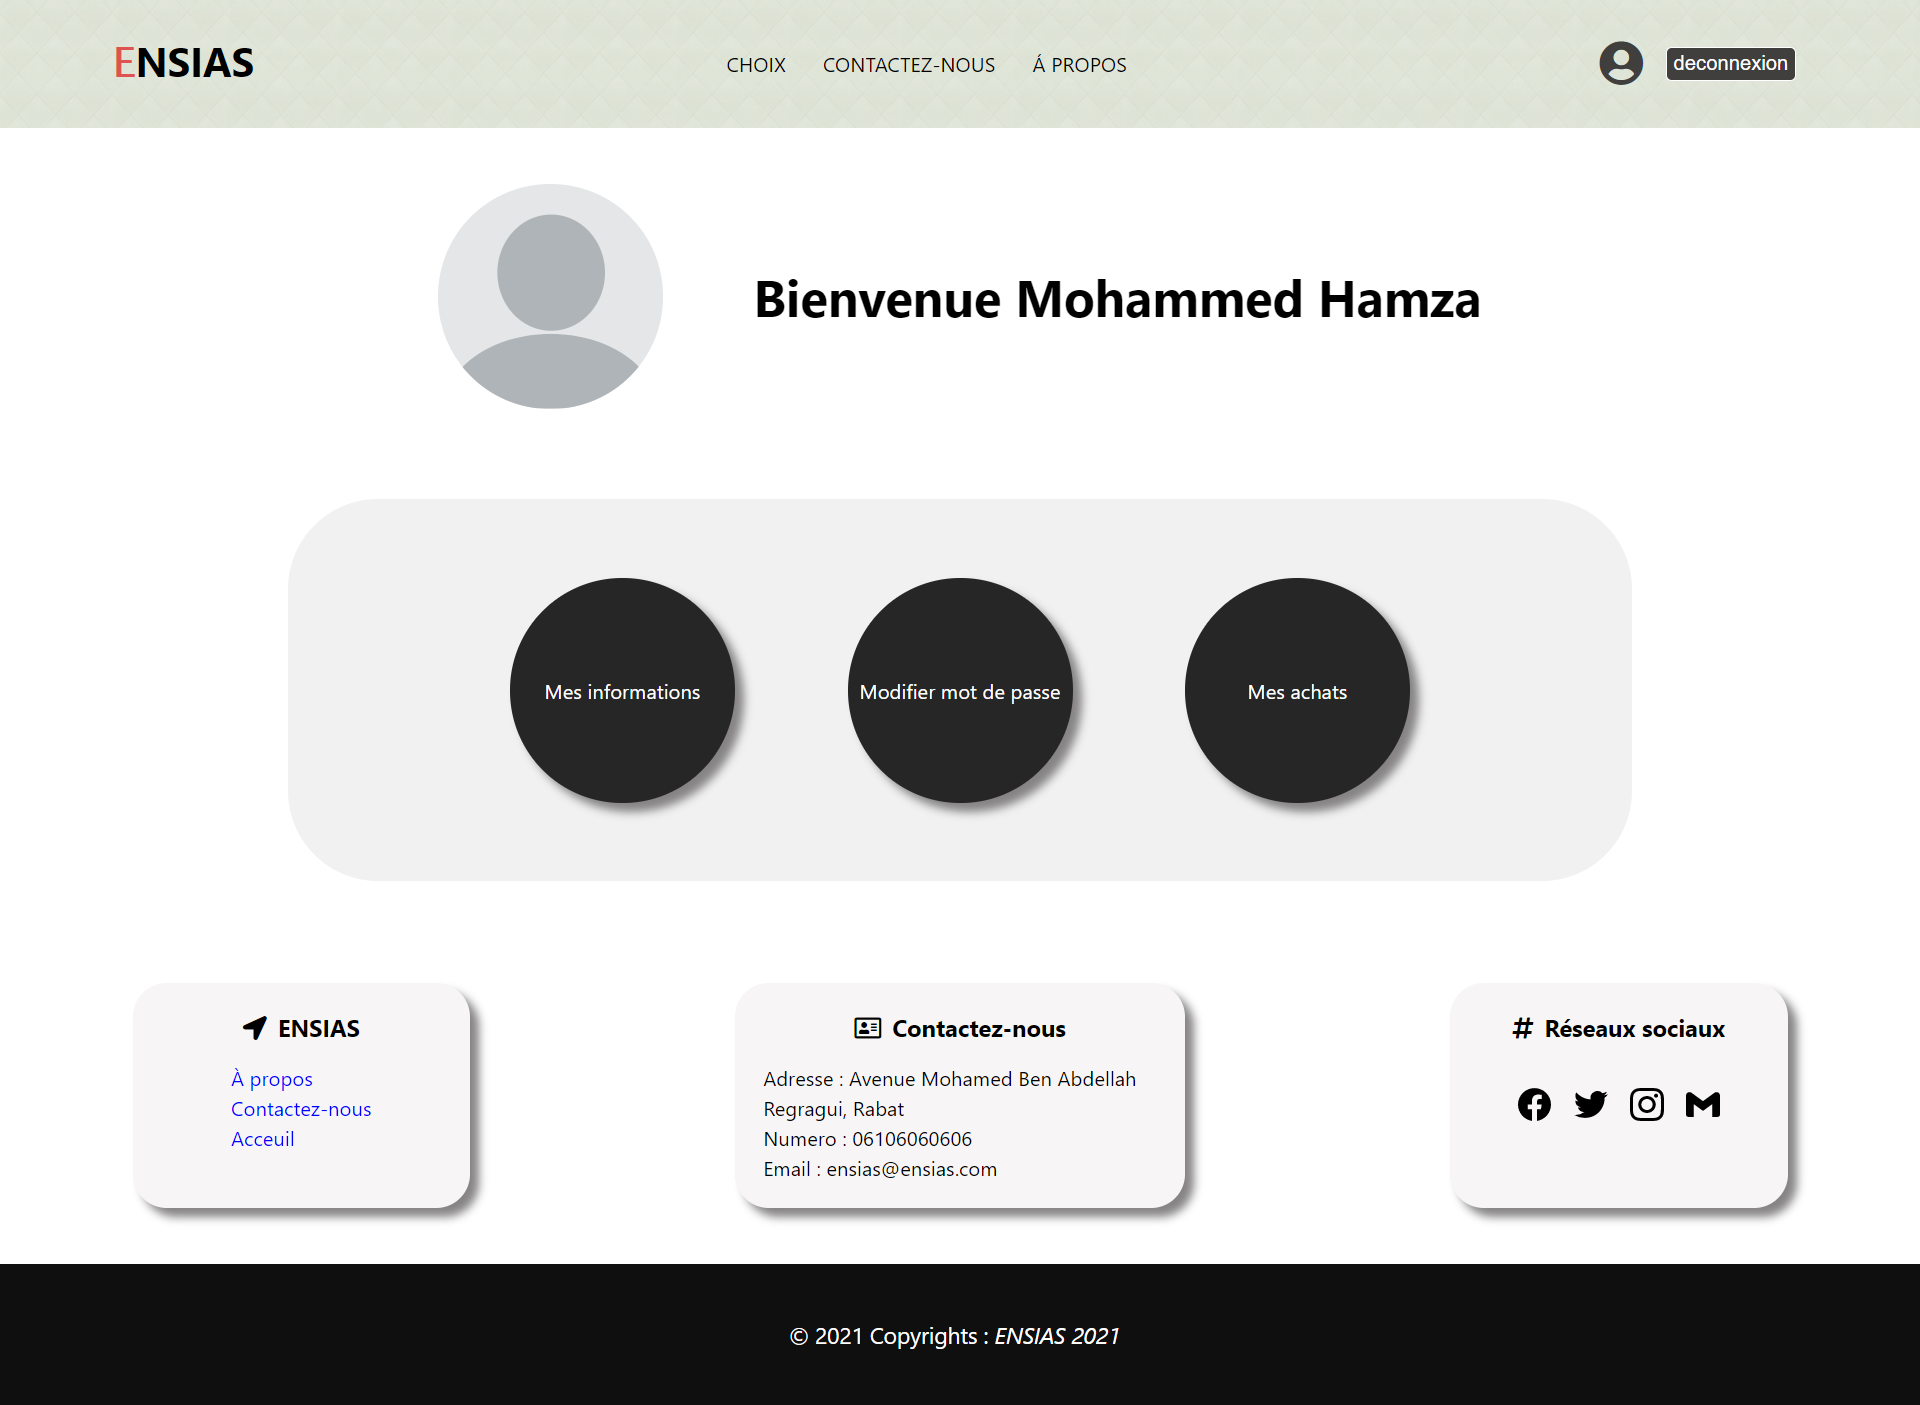 ENSIAS
CHOIX
CONTACTEZ-NOUS
Á PROPOS
deconnexion
Bienvenue Mohammed Hamza
Mes informations
Modifier mot de passe
Mes achats
ENSIAS
À propos
Contactez-nous
Acceuil
Contactez-nous
Adresse : Avenue Mohamed Ben Abdellah
Regragui, Rabat
Numero : 06106060606
Email : ensias@ensias.com
# Réseaux sociaux
© 2021 Copyrights : ENSIAS 2021